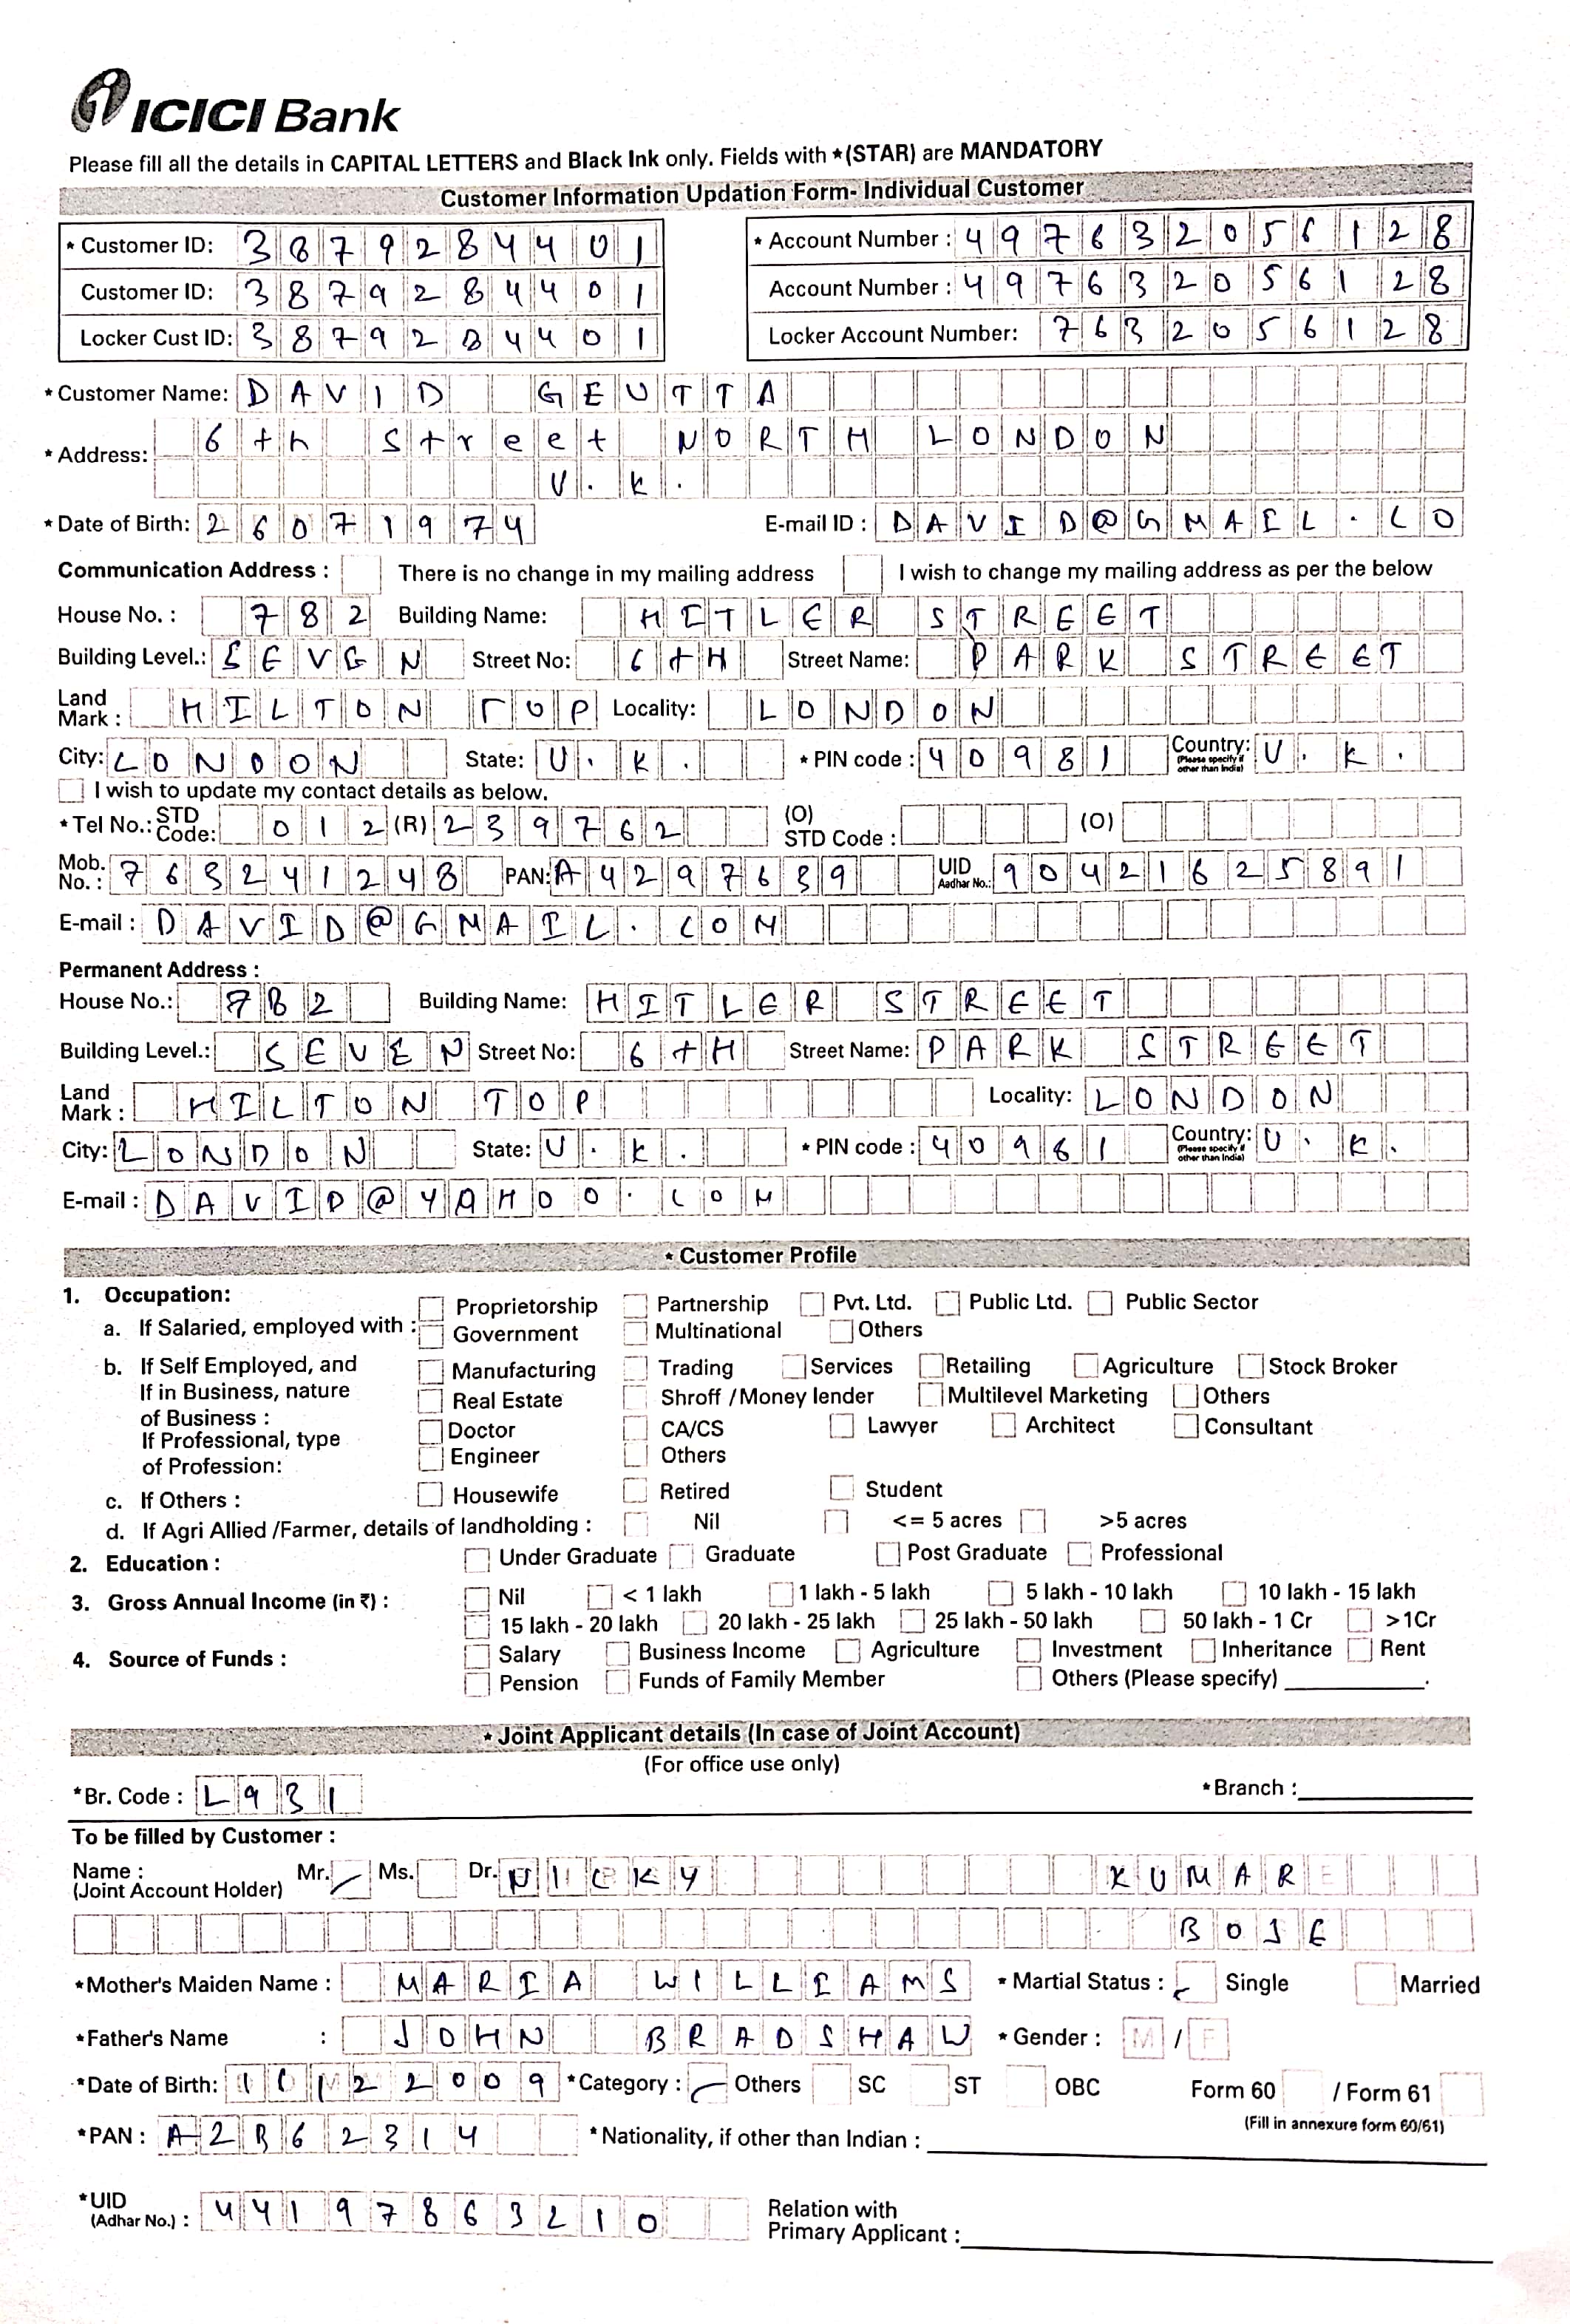 ICICI Bank
Please fill all the details in CAPITAL LETTERS and Black Ink only. Fields with *(STAR) are MANDATORY
Customer Information Updation Form- Individual Customer
* Customer ID: 3879284401 * Account Number : 497632056128
Customer ID: 3879284401 Account Number : 497632056128
Locker Cust ID: 3879284401 Locker Account Number: 7632056128
* Customer Name: DAVID GEUTTA
* Address: 6th Street NORTH LONDON
U.K.
* Date of Birth: 26071974 E-mail ID : DAVID@GMAIL.CO
Communication Address : There is no change in my mailing address I wish to change my mailing address as per the below
House No. : 782 Building Name: HITLER STREET
Building Level.: SEVEN Street No: 6tH Street Name: PARK STREET
Land Mark : HILTON TOP Locality: LONDON
City: LONDON State: U.K. * PIN code : 40981 Country: U.K.
(Please specify if other than India)
I wish to update my contact details as below.
* Tel No.: STD Code: 012 (R) 239762 (O) STD Code : (O)
Mob. No. : 763241248 PAN: A4297639 UID Aadhar No.: 90421625891
E-mail : DAVID@GMAIL.COM
Permanent Address :
House No.: 782 Building Name: HITLER STREET
Building Level.: SEVEN Street No: 6tH Street Name: PARK STREET
Land Mark : HILTON TOP Locality: LONDON
City: LONDON State: U.K. * PIN code : 40981 Country: U.K.
(Please specify if other than India)
E-mail : DAVID@YAHOO.COM
* Customer Profile
1. Occupation:
a. If Salaried, employed with : Proprietorship Partnership Pvt. Ltd. Public Ltd. Public Sector
Government Multinational Others
b. If Self Employed, and Manufacturing Trading Services Retailing Agriculture Stock Broker
If in Business, nature Real Estate Shroff /Money lender Multilevel Marketing Others
of Business :
If Professional, type Doctor CA/CS Lawyer Architect Consultant
of Profession: Engineer Others
c. If Others : Housewife Retired Student
d. If Agri Allied /Farmer, details of landholding : Nil <= 5 acres >5 acres
2. Education : Under Graduate Graduate Post Graduate Professional
3. Gross Annual Income (in ₹) : Nil < 1 lakh 1 lakh - 5 lakh 5 lakh - 10 lakh 10 lakh - 15 lakh
15 lakh - 20 lakh 20 lakh - 25 lakh 25 lakh - 50 lakh 50 lakh - 1 Cr >1Cr
4. Source of Funds : Salary Business Income Agriculture Investment Inheritance Rent
Pension Funds of Family Member Others (Please specify)
* Joint Applicant details (In case of Joint Account)
(For office use only)
*Br. Code : L931 * Branch :
To be filled by Customer :
Name : (Joint Account Holder) Mr. Ms. Dr. NICKY KUMAR
BOSE
*Mother's Maiden Name : MARIA WILLIAMS * Martial Status : Single Married
*Father's Name : JOHN BRADSHAW * Gender : M / F
*Date of Birth: *Category : Others SC ST OBC Form 60 / Form 61
(Fill in annexure form 60/61)
*PAN : A2B62314 * Nationality, if other than Indian :
*UID (Adhar No.) : 44197863210 Relation with Primary Applicant :